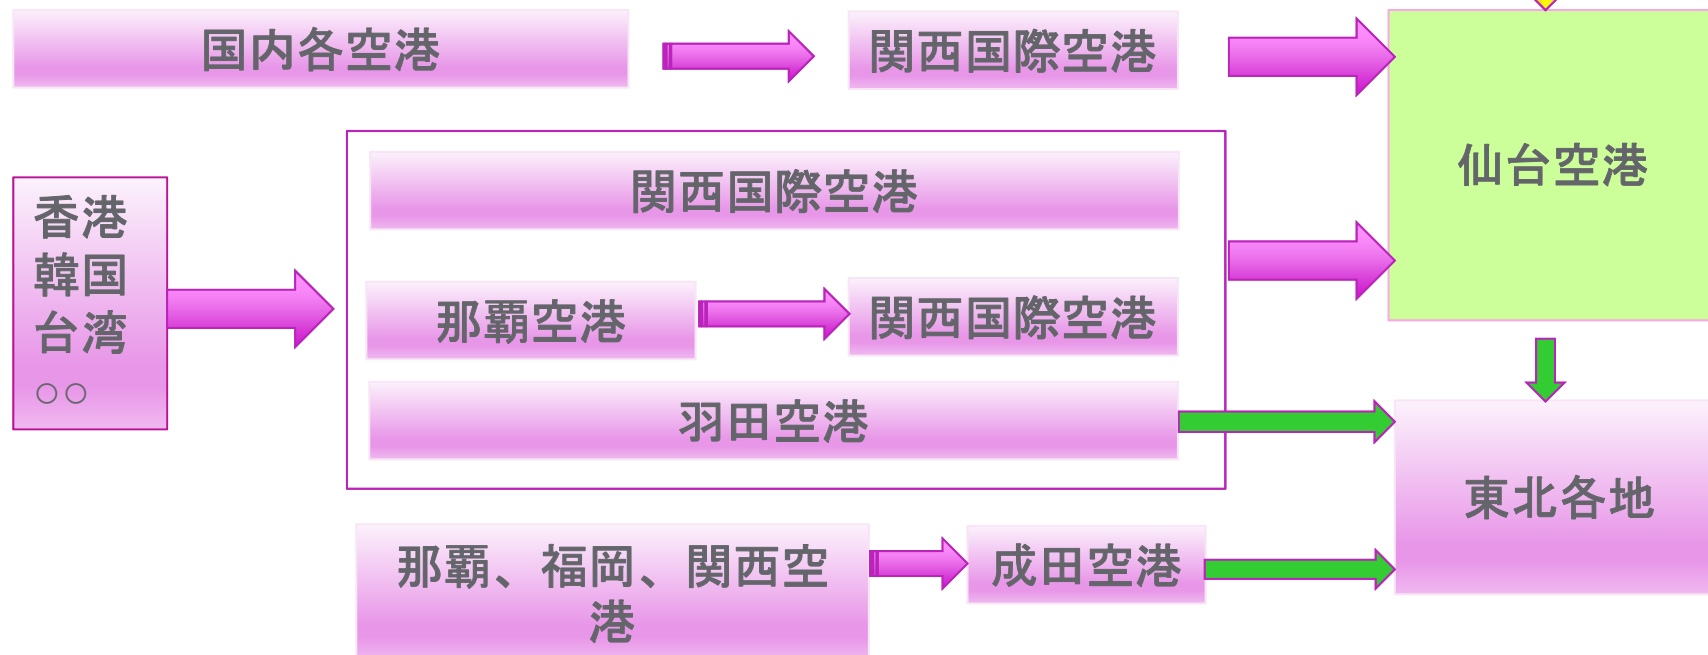 国内各空港
関西国際空港
仙台空港
関西国際空港
香港
韓国
台湾
○○
那覇空港
関西国際空港
羽田空港
東北各地
那覇、福岡、関西空
港
成田空港